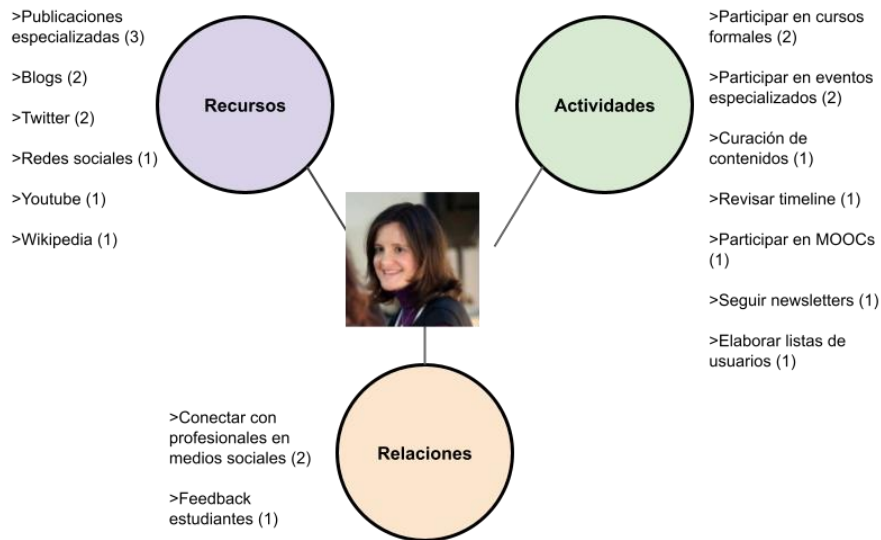 >Publicaciones
especializadas (3)
>Blogs (2)
>Twitter (2)
>Redes sociales (1)
>Youtube (1)
>Wikipedia (1)
Recursos
Actividades
>Participar en cursos
formales (2)
>Participar en eventos
especializados (2)
>Curación de
contenidos (1)
>Revisar timeline (1)
>Participar en MOOCs
(1)
>Seguir newsletters (1)
>Elaborar listas de
usuarios (1)
>Conectar con
profesionales en
medios sociales (2)
>Feedback
estudiantes (1)
Relaciones